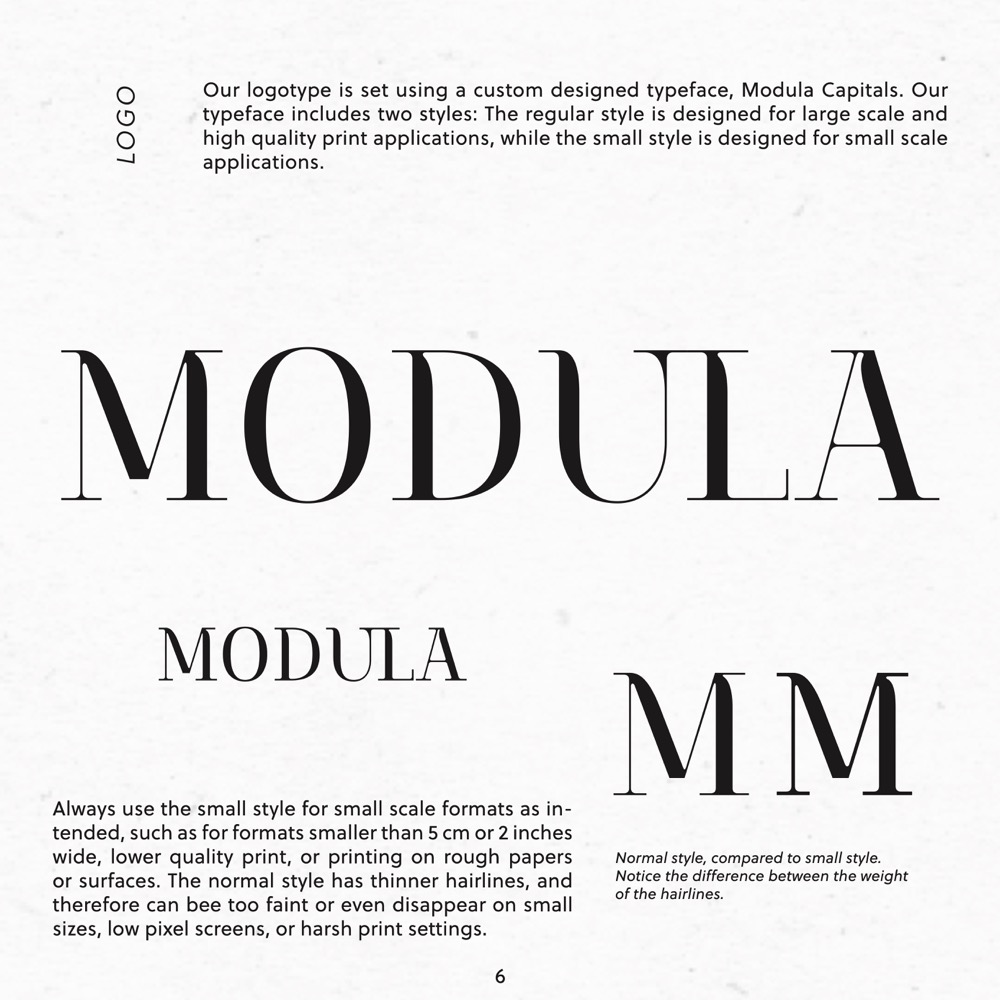 LOGO
Our logotype is set using a custom designed typeface, Modula Capitals. Our
typeface includes two styles: The regular style is designed for large scale and
high quality print applications, while the small style is designed for small scale
applications.
MODULA
MODULA
M M
Always use the small style for small scale formats as in-
tended, such as for formats smaller than 5 cm or 2 inches
wide, lower quality print, or printing on rough papers
or surfaces. The normal style has thinner hairlines, and
therefore can bee too faint or even disappear on small
sizes, low pixel screens, or harsh print settings.
Normal style, compared to small style.
Notice the difference between the weight
of the hairlines.
6